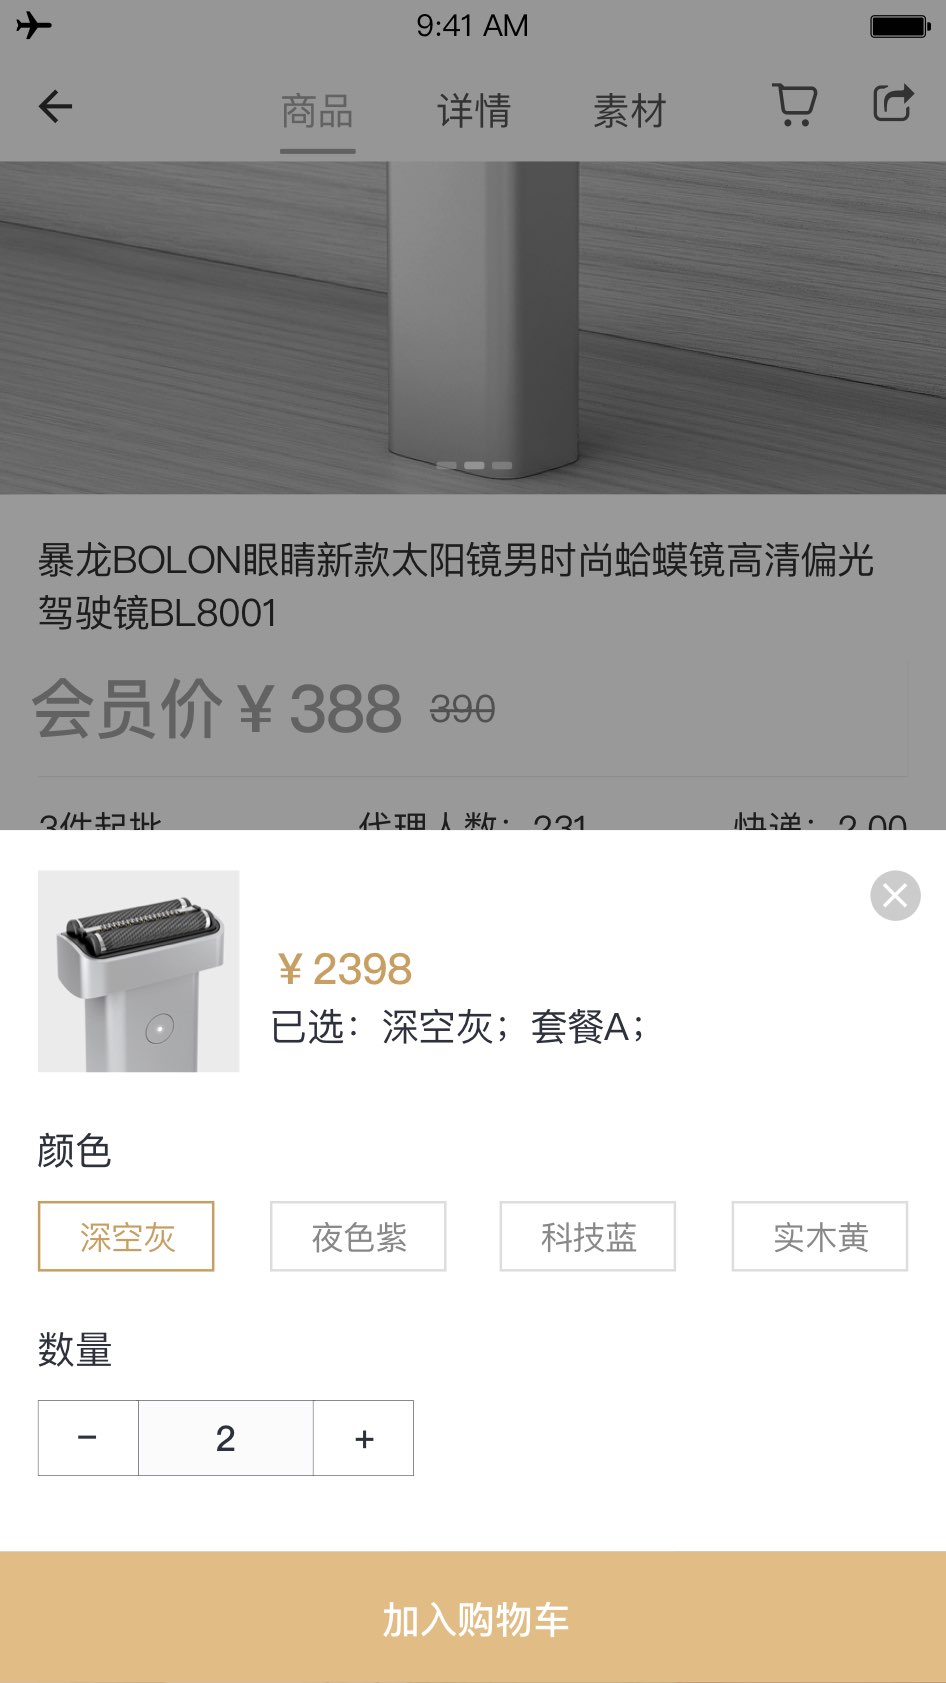 9:41 AM
商品 详情 素材
暴龙BOLON眼睛新款太阳镜男时尚蛤蟆镜高清偏光
驾驶镜BL8001
会员价¥388 390
3件起批 代理人数：231 快递：2.00
¥2398
已选：深空灰；套餐A；
颜色
深空灰 夜色紫 科技蓝 实木黄
数量
− 2 +
加入购物车